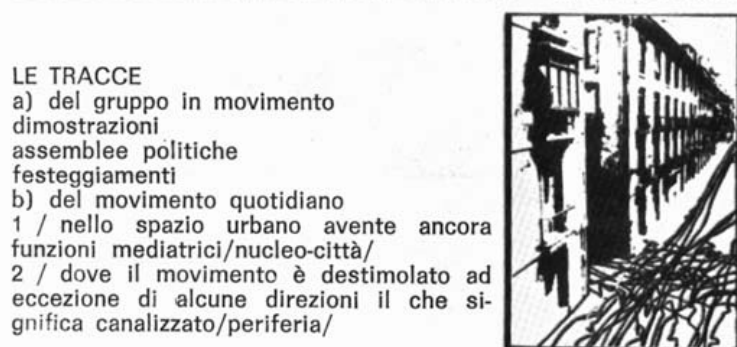 LE TRACCE
a) del gruppo in movimento
dimostrazioni
assemblee politiche
festeggiamenti
b) del movimento quotidiano
1 / nello spazio urbano avente ancora
funzioni mediatrici/nucleo-città/
2 / dove il movimento è destimolato ad
eccezione di alcune direzioni il che si-
gnifica canalizzato/periferia/